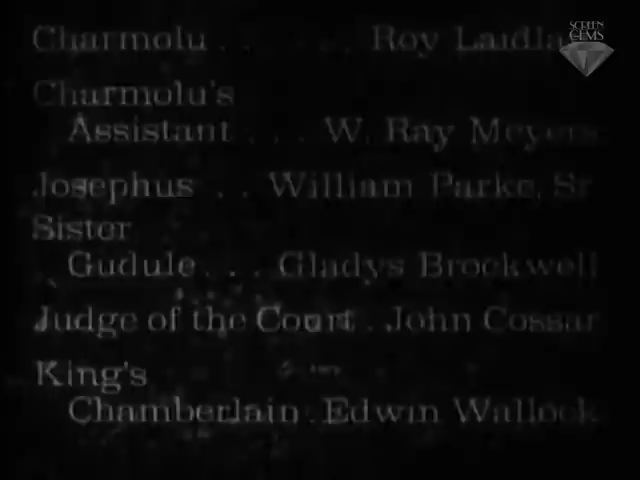 Charmolu . . . . . Roy Laidla
SCREEN
GEMS
Charmolu's
Assistant . . . W. Ray Meyers
Josephus . . William Parke, Sr
Sister
Gudule . . . Gladys Brockwell
Judge of the Court . John Cossar
King's
Chamberlain . Edwin Wallock